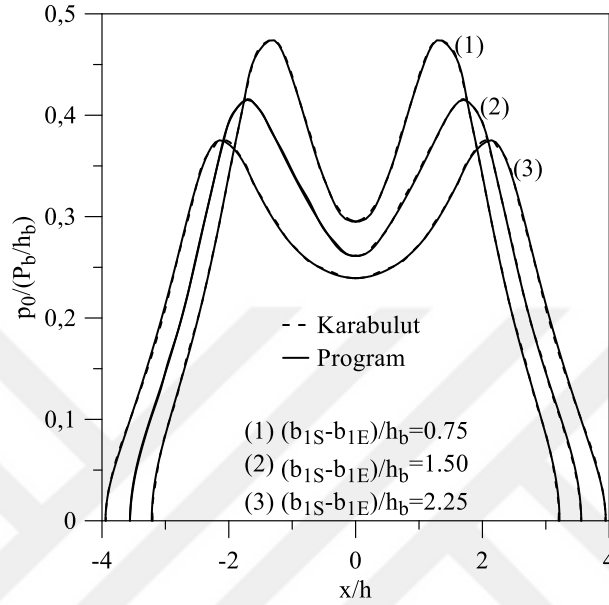 0,5
0,4
0,3
0,2
0,1
0
p0/(Pb/hb)
(1)
(2)
(3)
Karabulut
Program
(1) (b1S-b1E)/hb=0.75
(2) (b1S-b1E)/hb=1.50
(3) (b1S-b1E)/hb=2.25
-4 -2 0 2 4
x/h